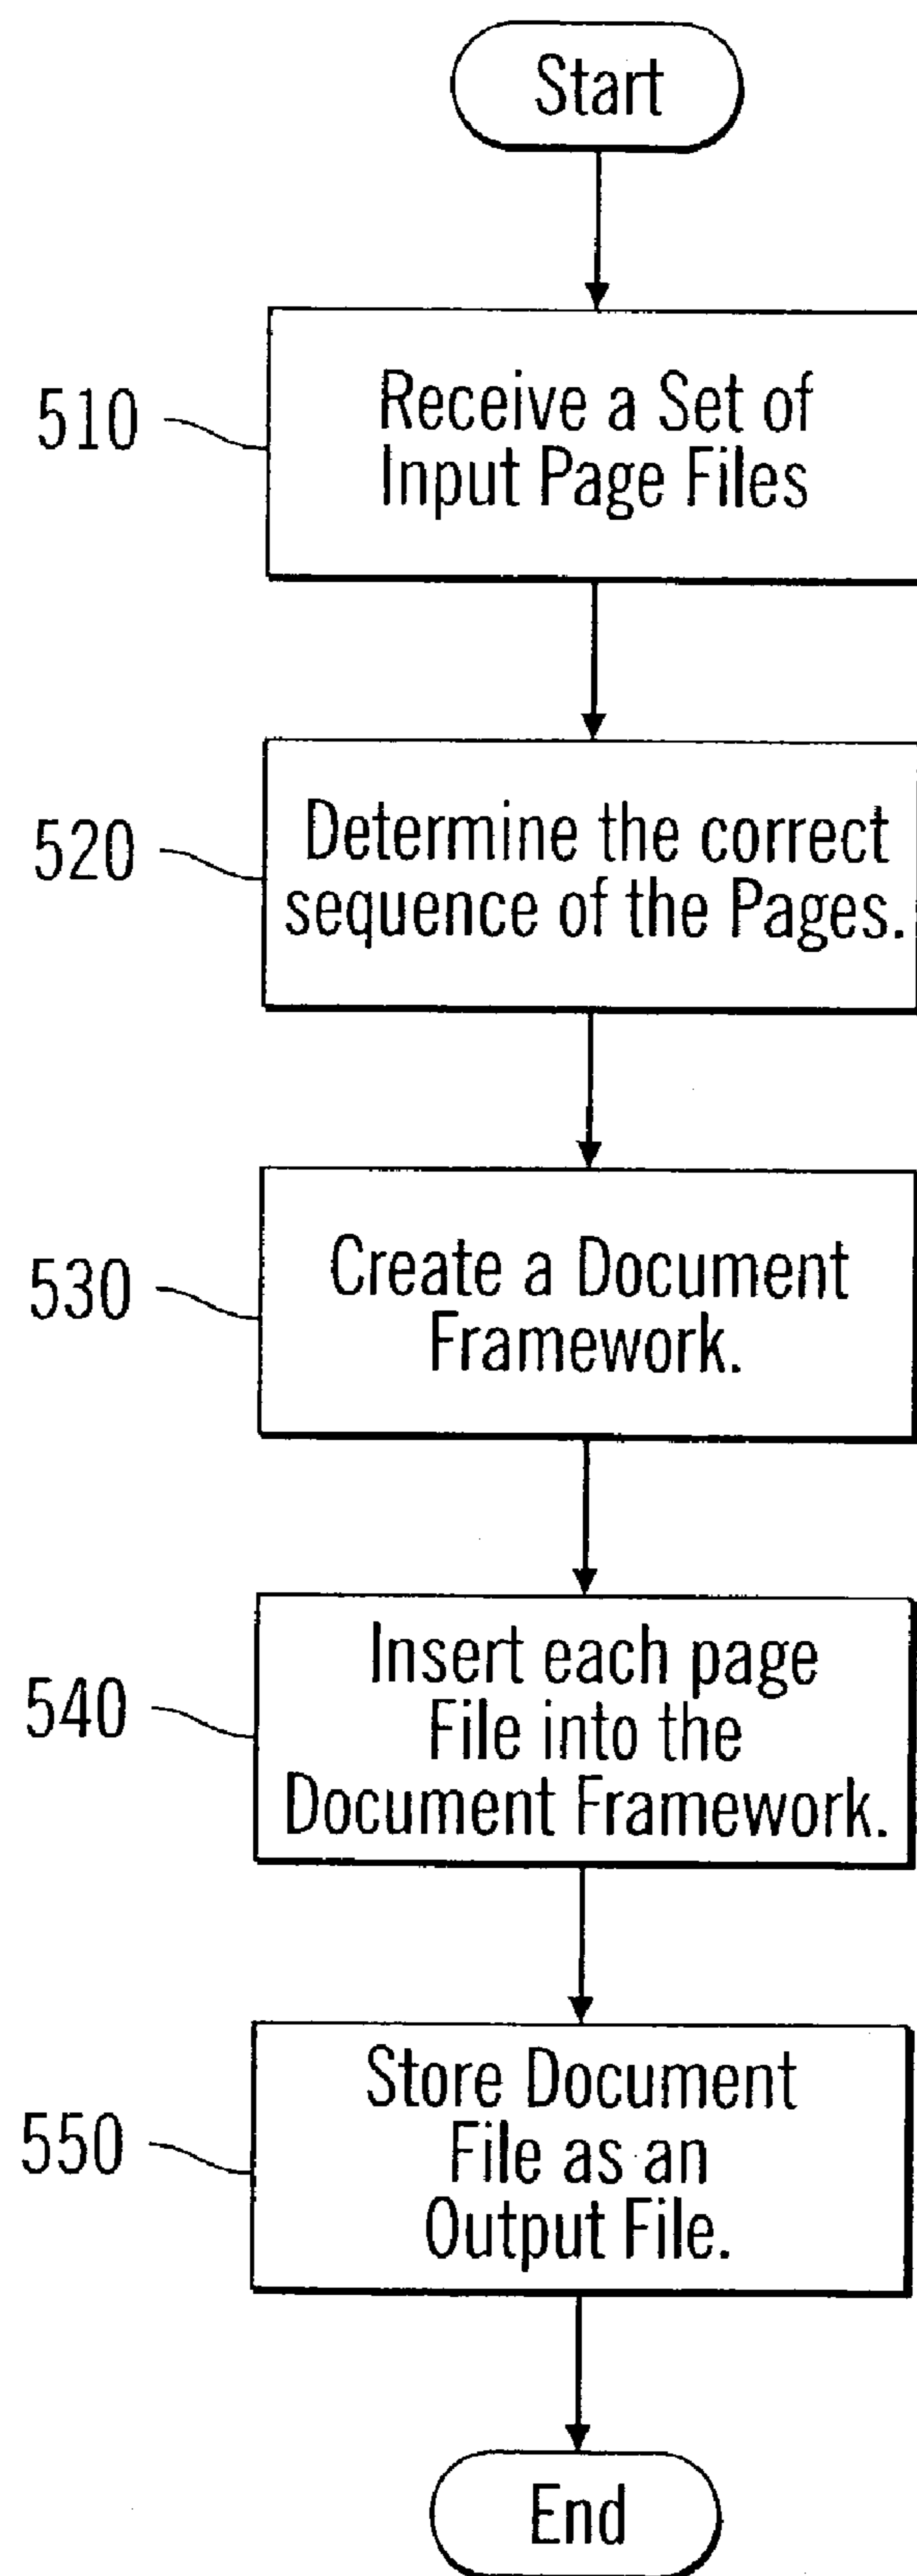 Start
510
Receive a Set of
Input Page Files
520
Determine the correct
sequence of the Pages.
530
Create a Document
Framework.
540
Insert each page
File into the
Document Framework.
550
Store Document
File as an
Output File.
End